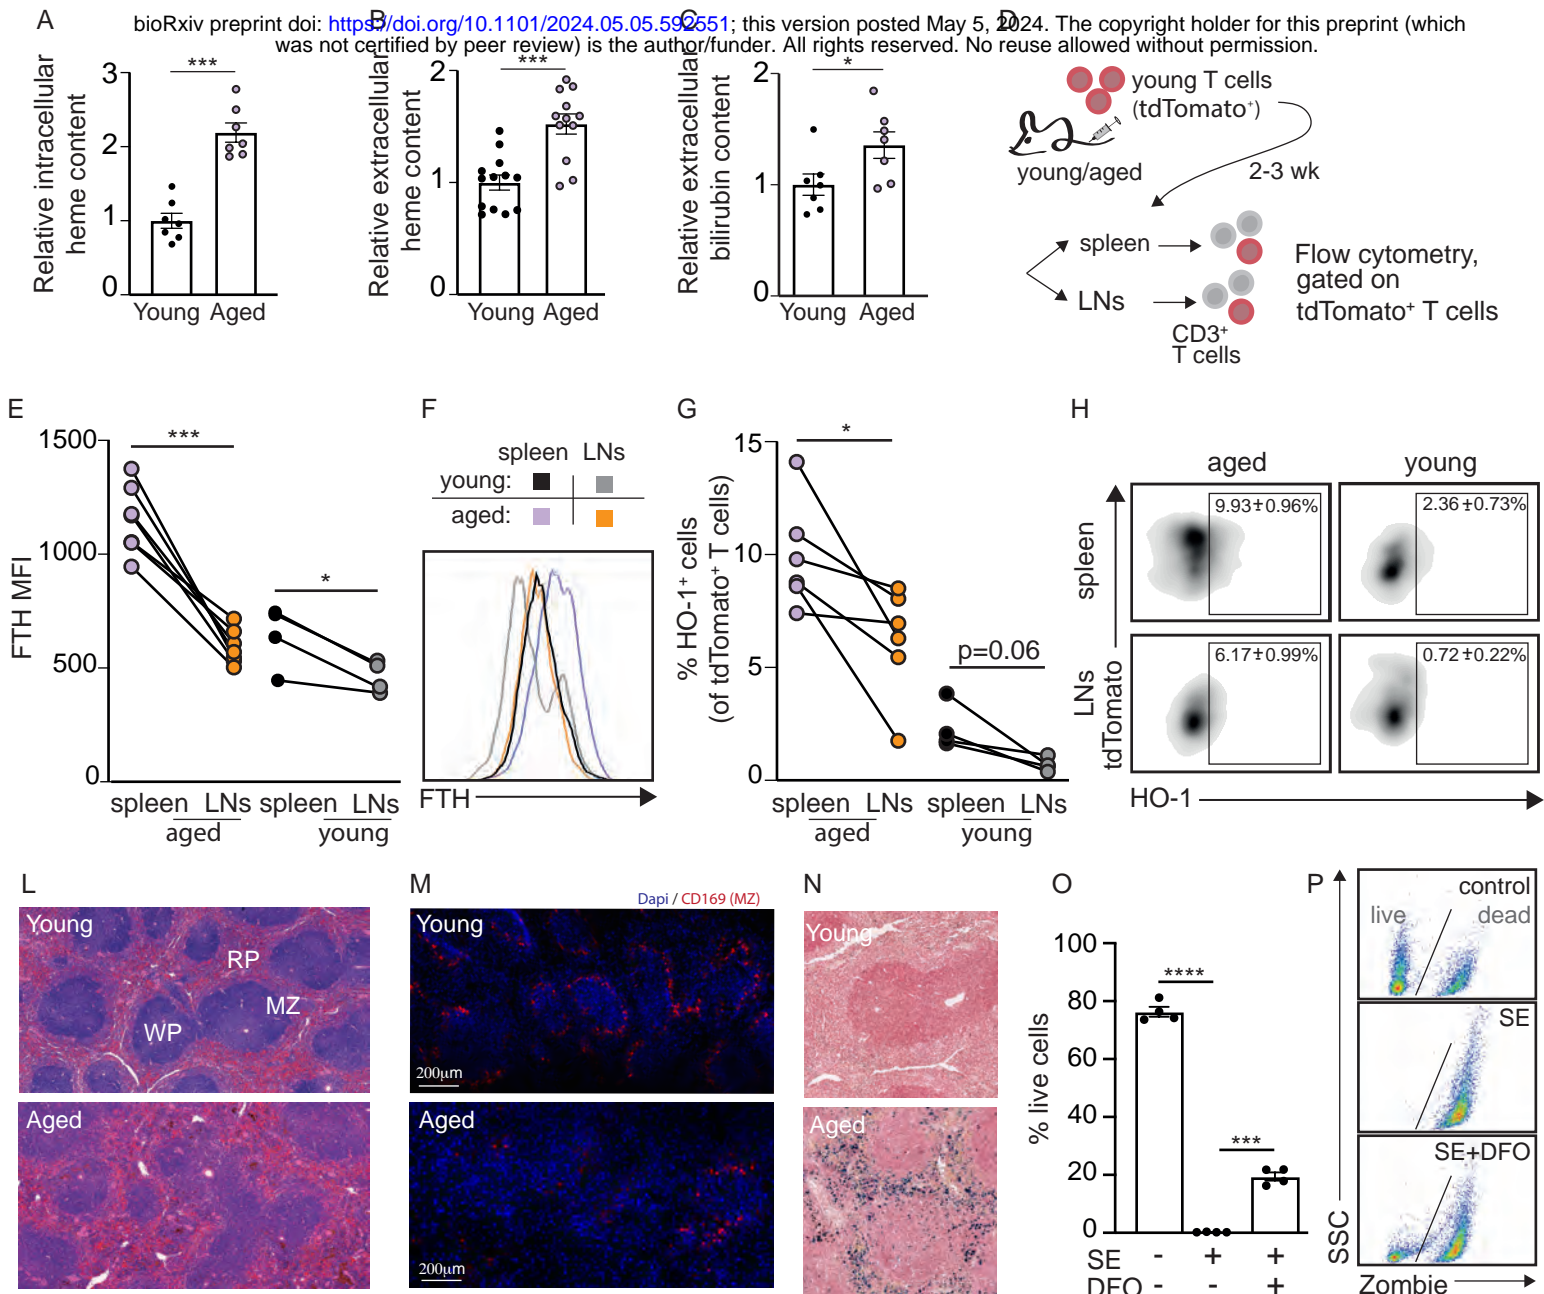 A
B
C
D
bioRxiv preprint doi: https://doi.org/10.1101/2024.05.05.592551; this version posted May 5, 2024. The copyright holder for this preprint (which
was not certified by peer review) is the author/funder. All rights reserved. No reuse allowed without permission.
Relative intracellular
heme content
3
2
1
0
***
Young Aged
Relative extracellular
heme content
2
1
0
***
Young Aged
Relative extracellular
bilirubin content
2
1
0
*
Young Aged
young T cells
(tdTomato+)
young/aged
2-3 wk
spleen
LNs
CD3+
T cells
Flow cytometry,
gated on
tdTomato+ T cells
E
FTH MFI
1500
1000
500
0
***
*
spleen LNs spleen LNs
aged young
F
spleen LNs
young:
aged:
FTH
G
% HO-1+ cells
(of tdTomato+ T cells)
15
10
5
0
*
p=0.06
spleen LNs spleen LNs
aged young
H
aged young
spleen
LNs
tdTomato
9.93±0.96%
2.36±0.73%
6.17±0.99%
0.72±0.22%
HO-1
L
Young
RP
MZ
WP
Aged
M
Dapi / CD169 (MZ)
Young
200µm
Aged
200µm
N
Young
Aged
O
% live cells
100
80
60
40
20
0
****
***
SE - + +
DFO - - +
P
control
live dead
SE
SE+DFO
SSC
Zombie